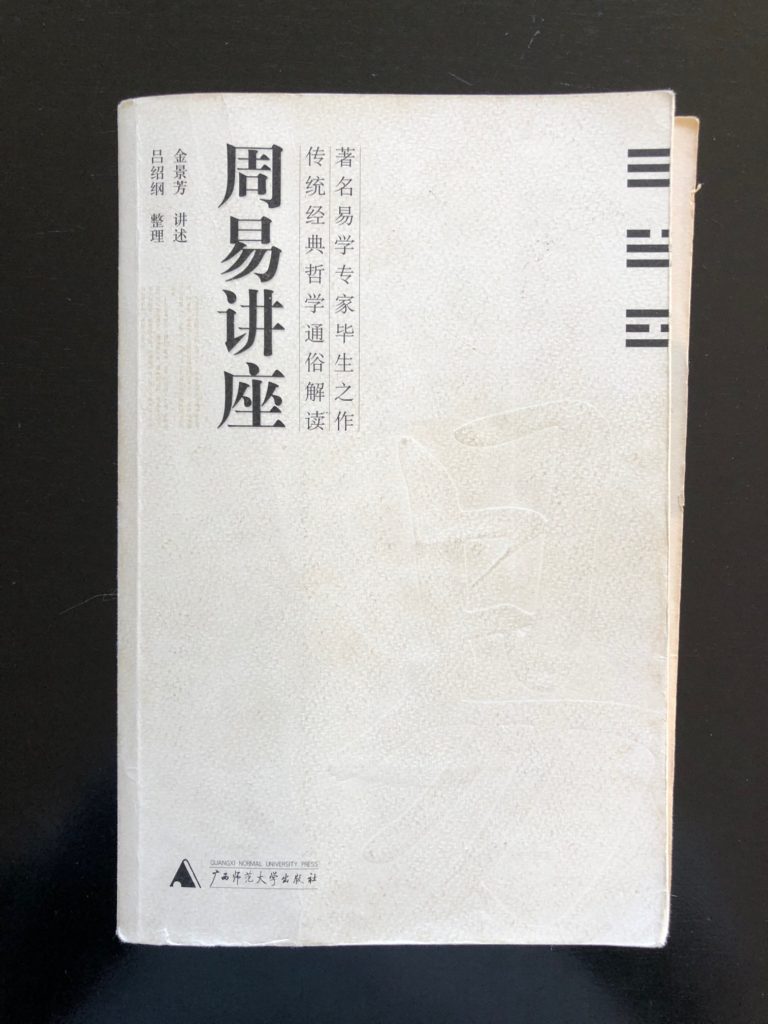 著名易学专家毕生之作
传统经典哲学通俗解读
周易讲座
金景芳 讲述
吕绍纲 整理
GUANGXI NORMAL UNIVERSITY PRESS
广西师范大学出版社